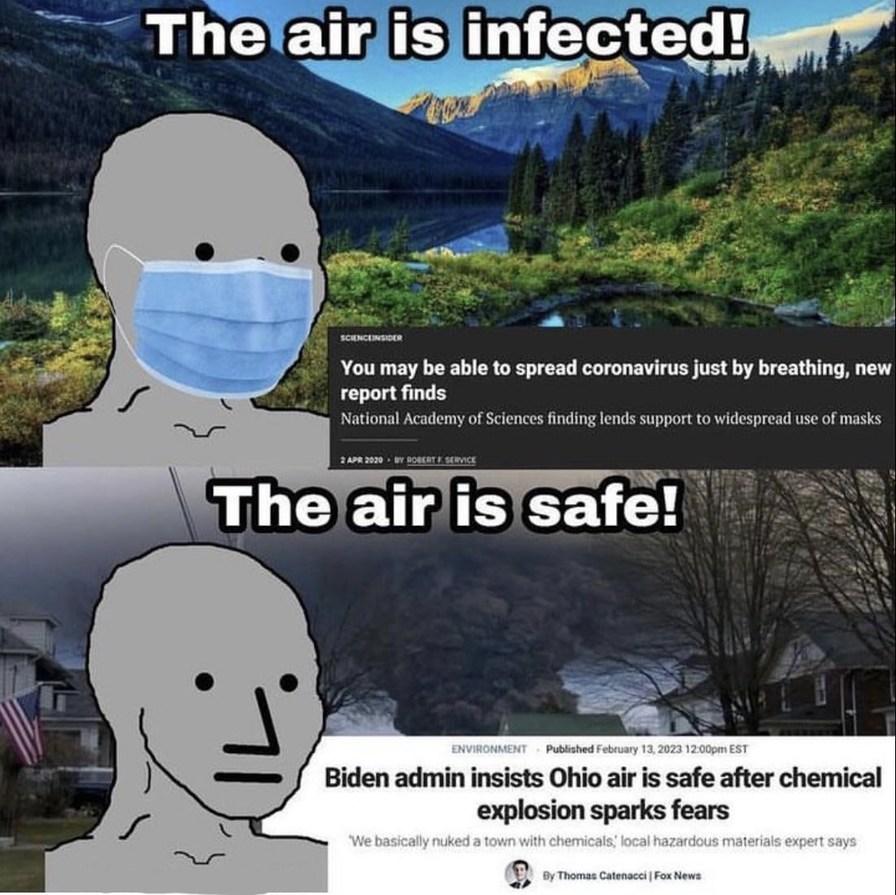 The air is infected!
SCIENCEINSIDER
You may be able to spread coronavirus just by breathing, new
report finds
National Academy of Sciences finding lends support to widespread use of masks
2 APR 2020 • BY ROBERT F. SERVICE
The air is safe!
ENVIRONMENT · Published February 13, 2023 12:00pm EST
Biden admin insists Ohio air is safe after chemical
explosion sparks fears
'We basically nuked a town with chemicals,' local hazardous materials expert says
By Thomas Catenacci | Fox News